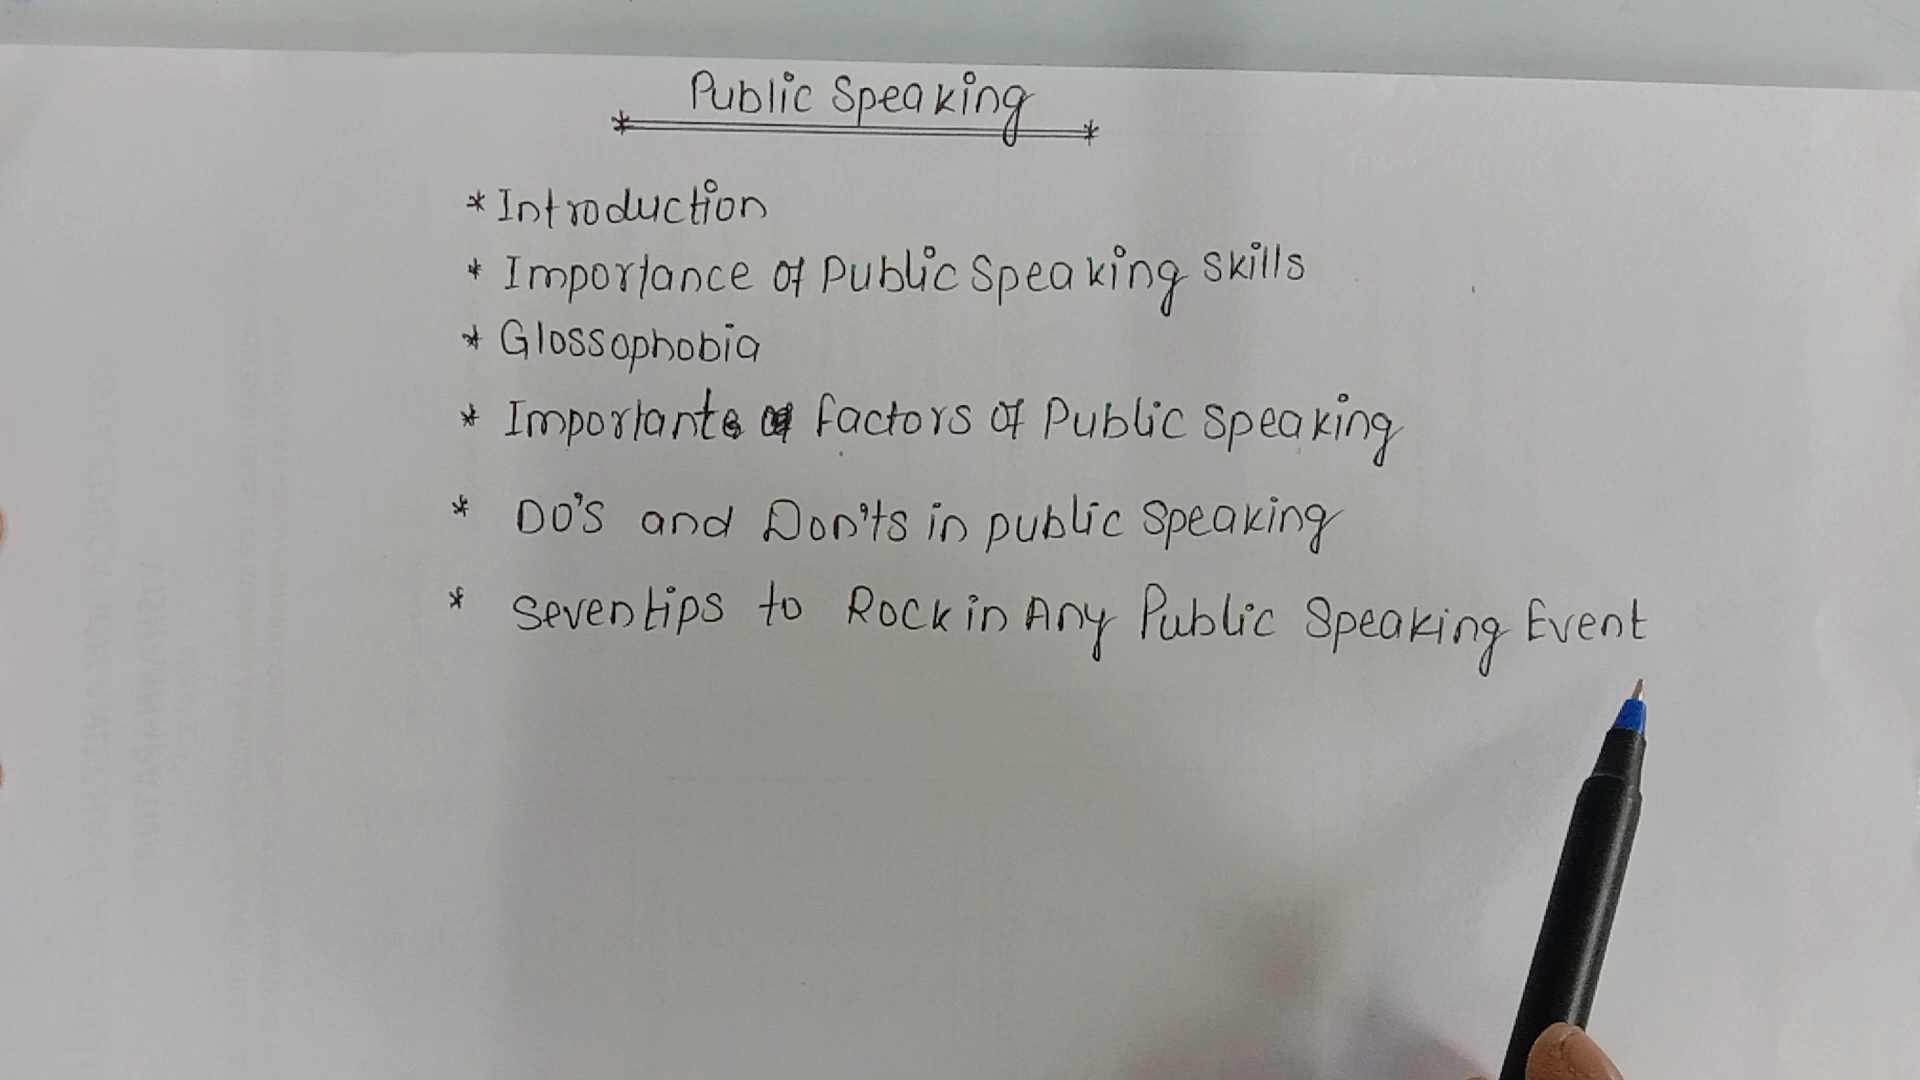 Public Speaking
* Introduction
* Importance of Public Speaking skills
* Glossophobia
* Important factors of Public speaking
* DO'S and Don'ts in public speaking
* Seven tips to Rock in Any Public Speaking Event